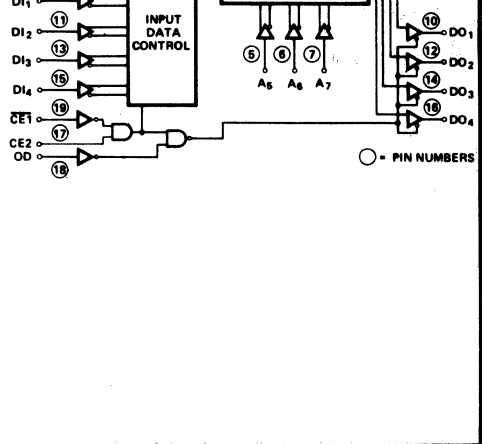 DI1
11
DI2
13
DI3
15
DI4
19
CE1
17
CE2
OD
18
INPUT
DATA
CONTROL
5
6
7
A5
A6
A7
10
DO1
12
DO2
14
DO3
16
DO4
= PIN NUMBERS